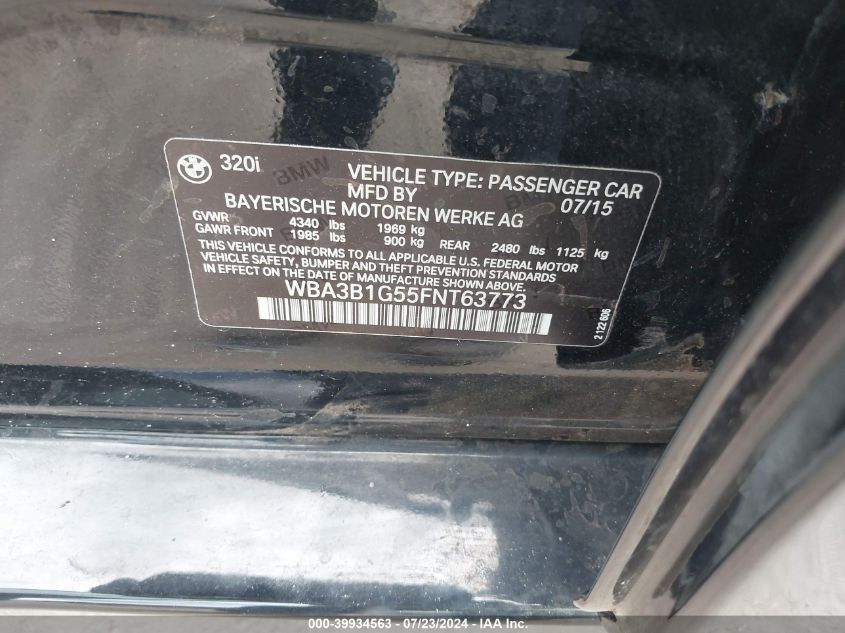 320i
VEHICLE TYPE: PASSENGER CAR
MFD BY 07/15
BAYERISCHE MOTOREN WERKE AG
GVWR 4340 lbs 1969 kg
GAWR FRONT 1985 lbs 900 kg REAR 2480 lbs 1125 kg
THIS VEHICLE CONFORMS TO ALL APPLICABLE U.S. FEDERAL MOTOR
VEHICLE SAFETY, BUMPER AND THEFT PREVENTION STANDARDS
IN EFFECT ON THE DATE OF MANUFACTURE SHOWN ABOVE.
WBA3B1G55FNT63773
2 122 606
000-39934563 - 07/23/2024 - IAA Inc.